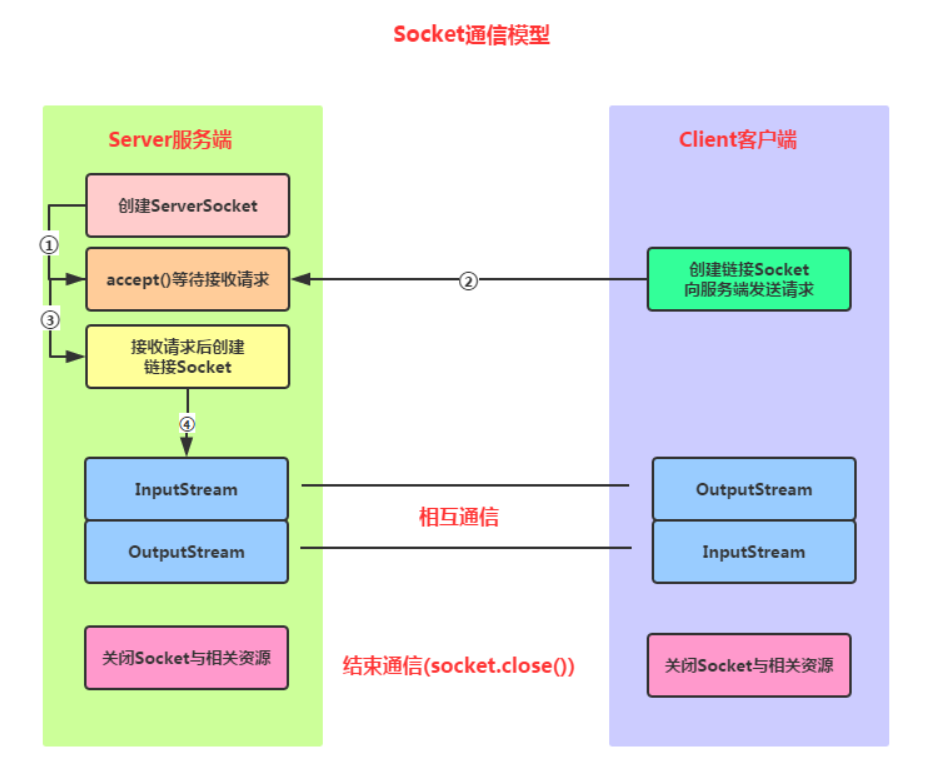 Socket通信模型
Server服务端
Client客户端
创建ServerSocket
①
accept()等待接收请求
②
创建链接Socket
向服务端发送请求
③
接收请求后创建
链接Socket
④
InputStream
OutputStream
相互通信
OutputStream
InputStream
关闭Socket与相关资源
结束通信(socket.close())
关闭Socket与相关资源